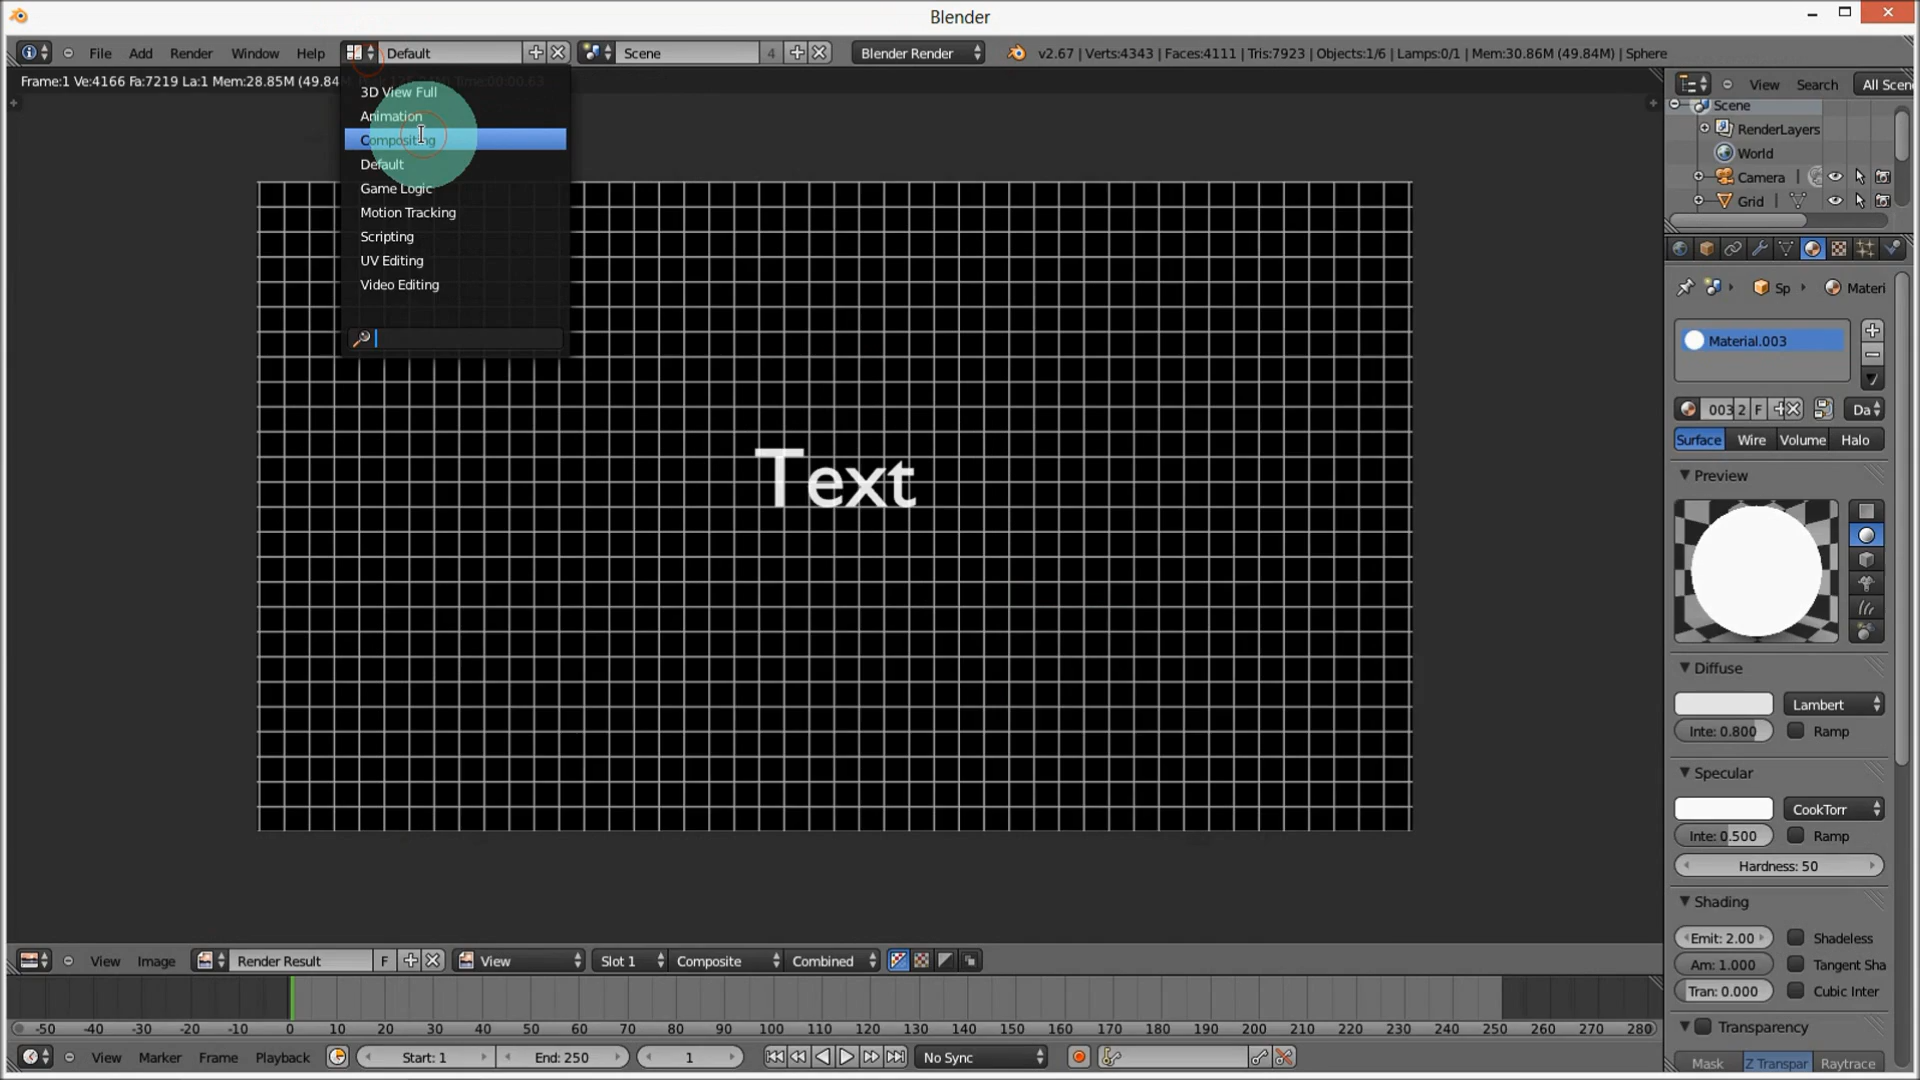 Blender
File Add Render Window Help Default Scene 4 Blender Render v2.67 | Verts:4343 | Faces:4111 | Tris:7923 | Objects:1/6 | Lamps:0/1 | Mem:30.86M (49.84M) | Sphere
Frame:1 Ve:4166 Fa:7219 La:1 Mem:28.85M (49.84
View Search All Scen
3D View Full
Animation
Compositing
Default
Game Logic
Motion Tracking
Scripting
UV Editing
Video Editing
Scene
RenderLayers
World
Camera
Grid
Sp Materi
Material.003
003 2 F Da
Surface Wire Volume Halo
Preview
Text
Diffuse
Lambert
Inte: 0.800 Ramp
Specular
CookTorr
Inte: 0.500 Ramp
Hardness: 50
Shading
Emit: 2.00 Shadeless
Am: 1.000 Tangent Sha
Tran: 0.000 Cubic Inter
Transparency
Mask Z Transpar Raytrace
View Image Render Result F View Slot 1 Composite Combined
-50 -40 -30 -20 -10 0 10 20 30 40 50 60 70 80 90 100 110 120 130 140 150 160 170 180 190 200 210 220 230 240 250 260 270 280
View Marker Frame Playback Start: 1 End: 250 1 No Sync